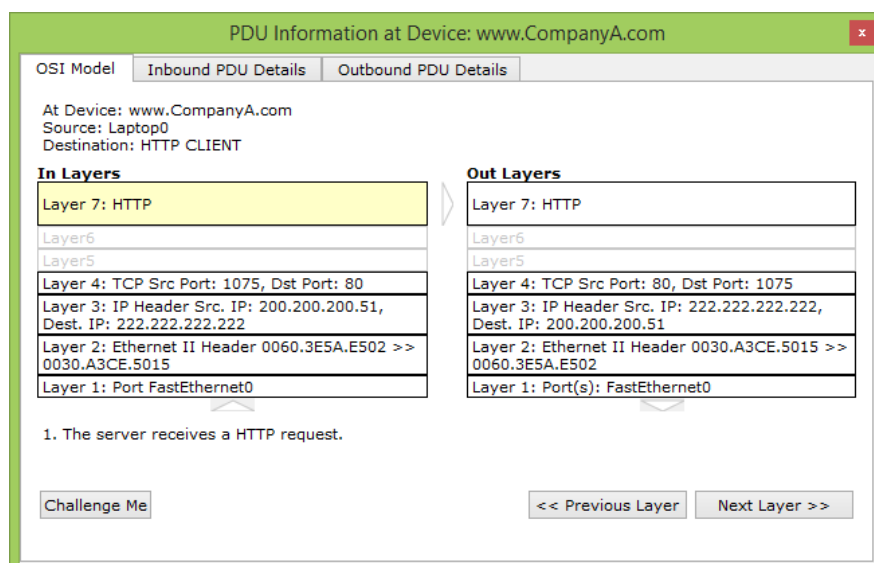 PDU Information at Device: www.CompanyA.com
x
OSI Model
Inbound PDU Details
Outbound PDU Details
At Device: www.CompanyA.com
Source: Laptop0
Destination: HTTP CLIENT
In Layers
Layer 7: HTTP
Layer6
Layer5
Layer 4: TCP Src Port: 1075, Dst Port: 80
Layer 3: IP Header Src. IP: 200.200.200.51,
Dest. IP: 222.222.222.222
Layer 2: Ethernet II Header 0060.3E5A.E502 >>
0030.A3CE.5015
Layer 1: Port FastEthernet0
Out Layers
Layer 7: HTTP
Layer6
Layer5
Layer 4: TCP Src Port: 80, Dst Port: 1075
Layer 3: IP Header Src. IP: 222.222.222.222,
Dest. IP: 200.200.200.51
Layer 2: Ethernet II Header 0030.A3CE.5015 >>
0060.3E5A.E502
Layer 1: Port(s): FastEthernet0
1. The server receives a HTTP request.
Challenge Me
<< Previous Layer
Next Layer >>